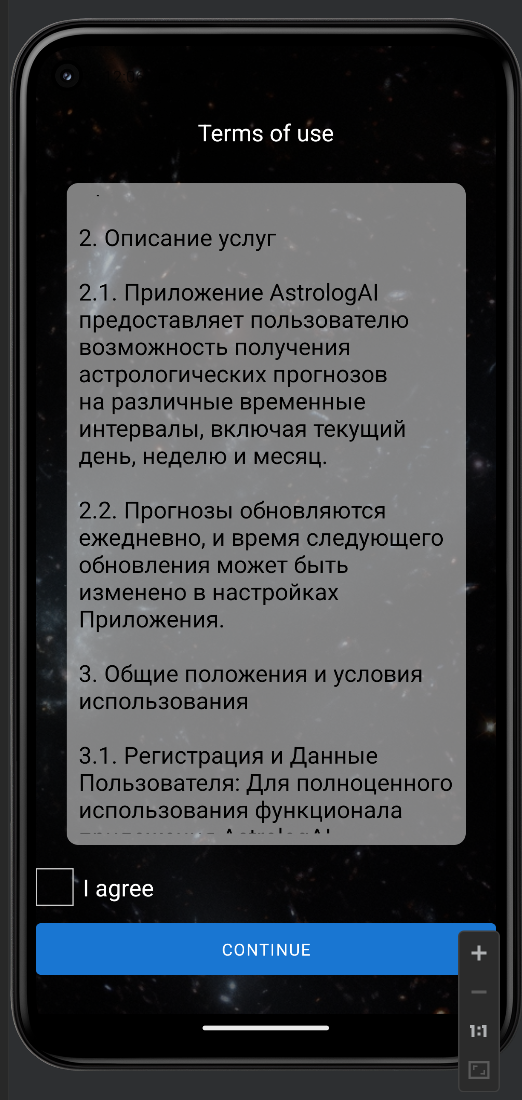 Terms of use
2. Описание услуг
2.1. Приложение AstrologAI
предоставляет пользователю
возможность получения
астрологических прогнозов
на различные временные
интервалы, включая текущий
день, неделю и месяц.
2.2. Прогнозы обновляются
ежедневно, и время следующего
обновления может быть
изменено в настройках
Приложения.
3. Общие положения и условия
использования
3.1. Регистрация и Данные
Пользователя: Для полноценного
использования функционала
I agree
CONTINUE
1:1